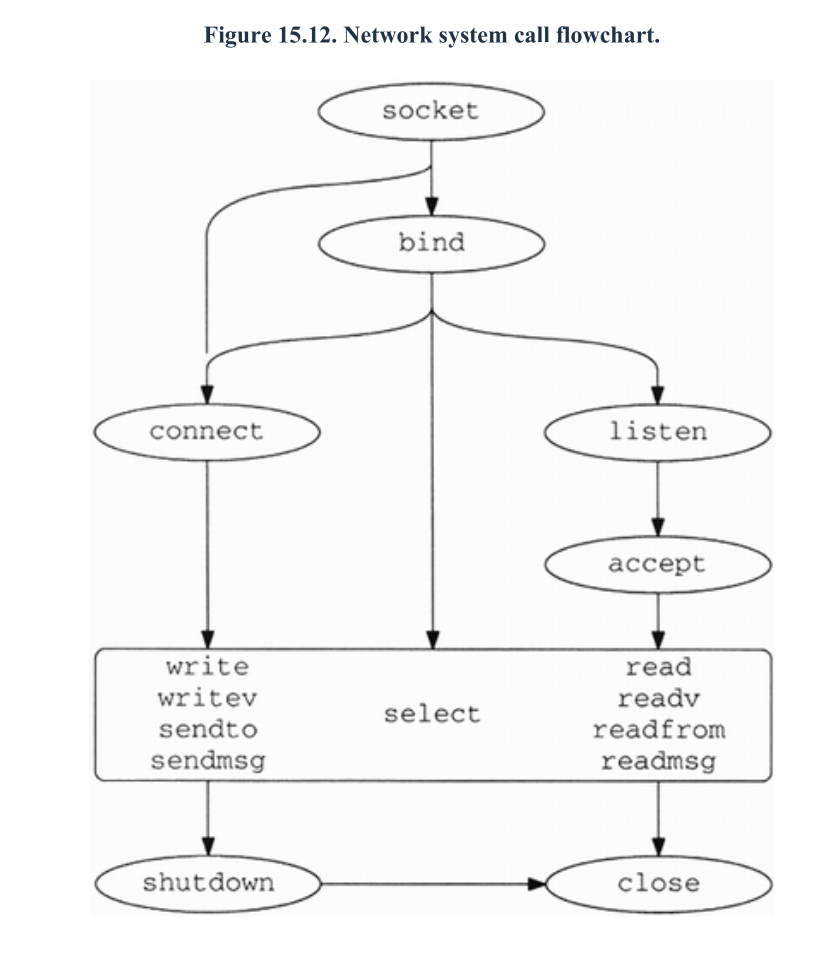 Figure 15.12. Network system call flowchart.
socket
bind
connect
listen
accept
write
writev
sendto
sendmsg
select
read
readv
readfrom
readmsg
shutdown
close